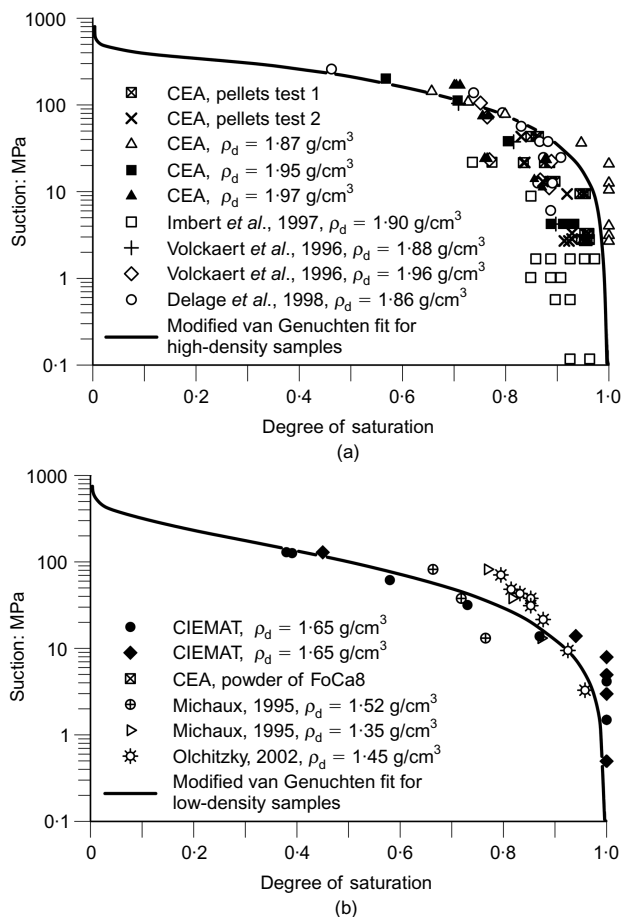 1000
100
10
1
0·1
Suction: MPa
CEA, pellets test 1
CEA, pellets test 2
CEA, ρd = 1·87 g/cm³
CEA, ρd = 1·95 g/cm³
CEA, ρd = 1·97 g/cm³
Imbert et al., 1997, ρd = 1·90 g/cm³
Volckaert et al., 1996, ρd = 1·88 g/cm³
Volckaert et al., 1996, ρd = 1·96 g/cm³
Delage et al., 1998, ρd = 1·86 g/cm³
Modified van Genuchten fit for
high-density samples
0 0·2 0·4 0·6 0·8 1·0
Degree of saturation
(a)
1000
100
10
1
0·1
Suction: MPa
CIEMAT, ρd = 1·65 g/cm³
CIEMAT, ρd = 1·65 g/cm³
CEA, powder of FoCa8
Michaux, 1995, ρd = 1·52 g/cm³
Michaux, 1995, ρd = 1·35 g/cm³
Olchitzky, 2002, ρd = 1·45 g/cm³
Modified van Genuchten fit for
low-density samples
0 0·2 0·4 0·6 0·8 1·0
Degree of saturation
(b)